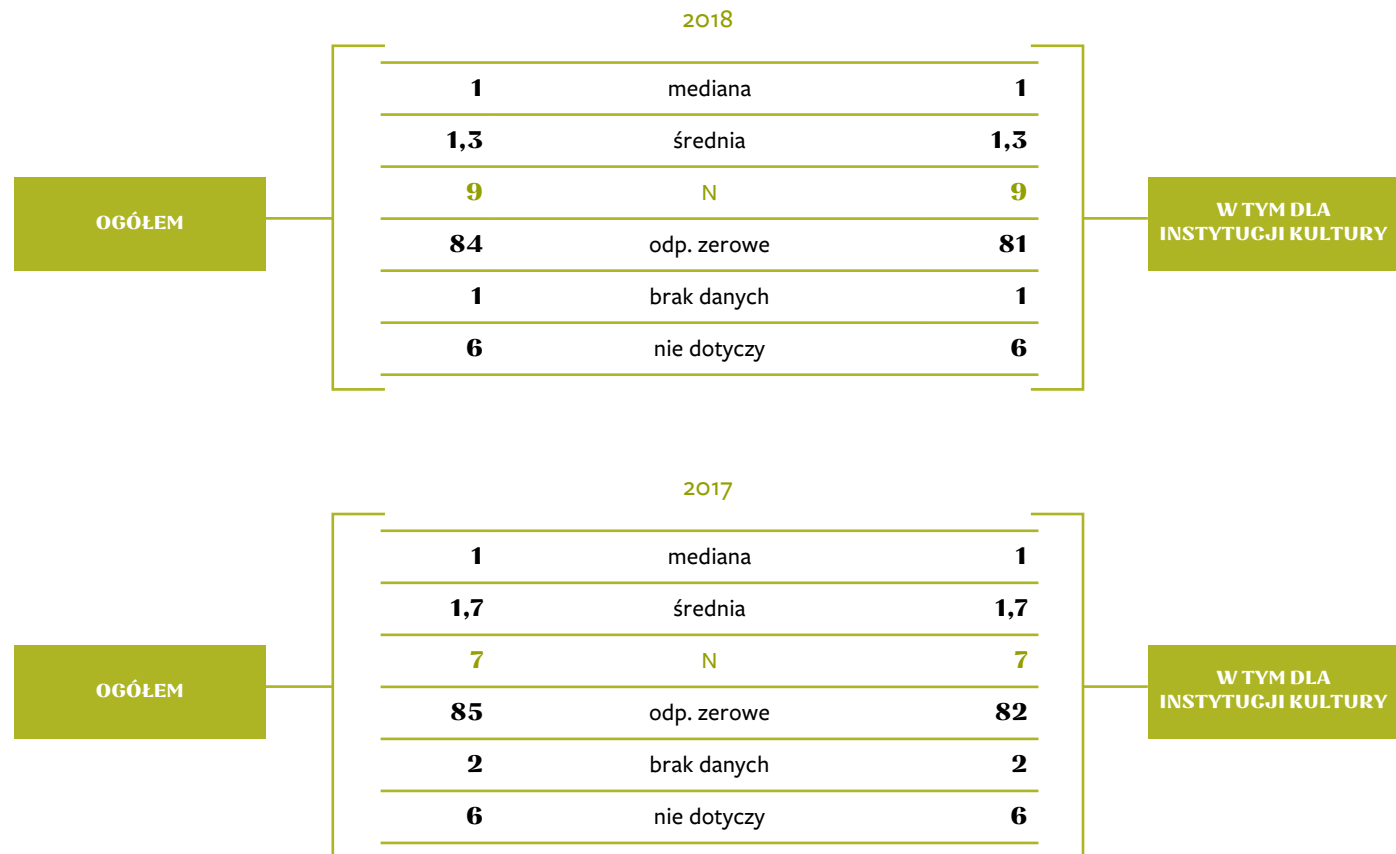 2018
1 mediana 1
1,3 średnia 1,3
9 N 9
OGÓŁEM
W TYM DLA
INSTYTUCJI KULTURY
84 odp. zerowe 81
1 brak danych 1
6 nie dotyczy 6
2017
1 mediana 1
1,7 średnia 1,7
7 N 7
OGÓŁEM
W TYM DLA
INSTYTUCJI KULTURY
85 odp. zerowe 82
2 brak danych 2
6 nie dotyczy 6